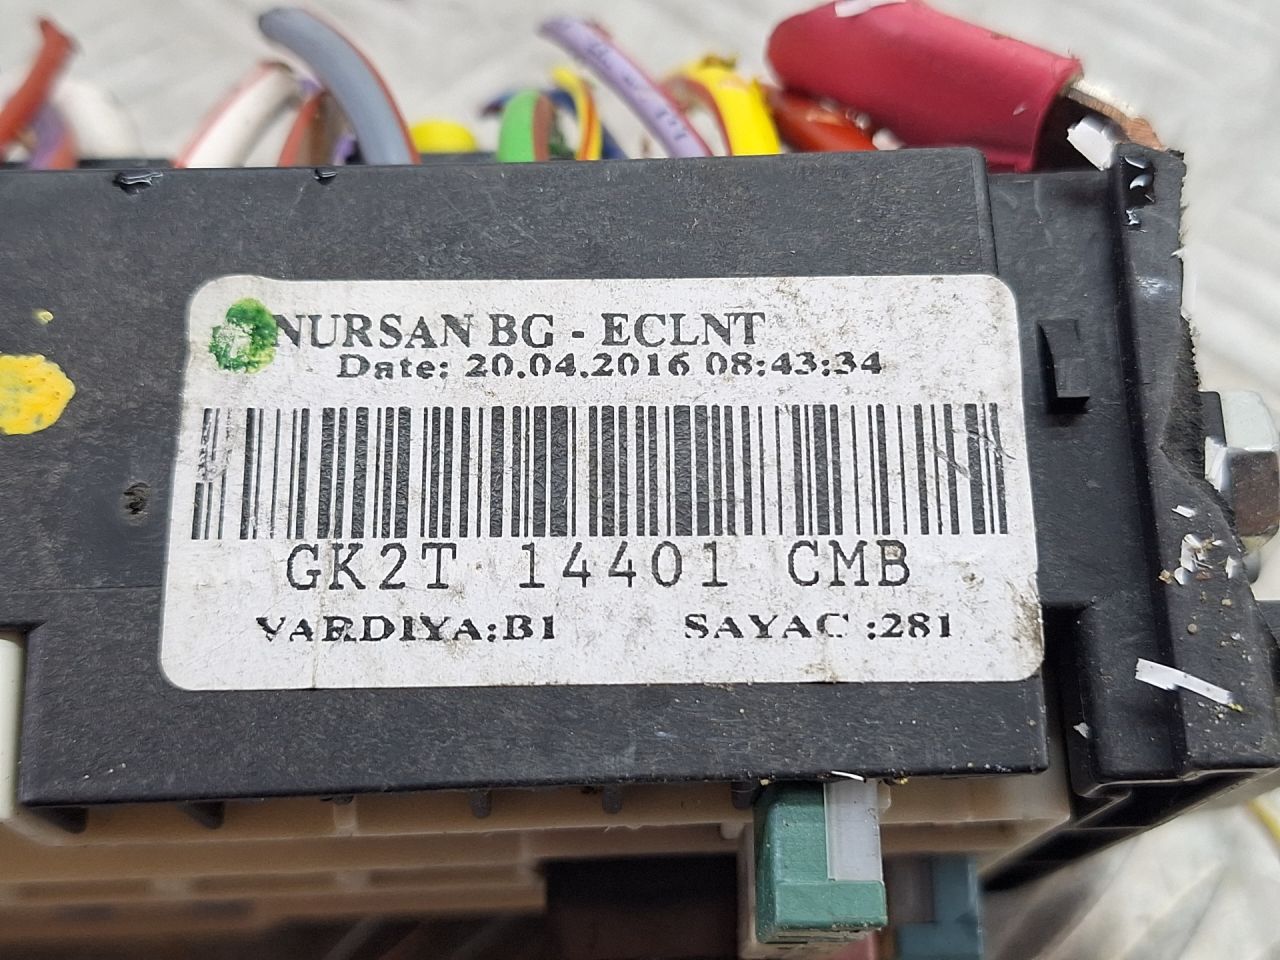 NURSAN BG - ECLNT
Date: 20.04.2016 08:43:34
GK2T 14401 CMB
VARDIYA:B1 SAYAC :281